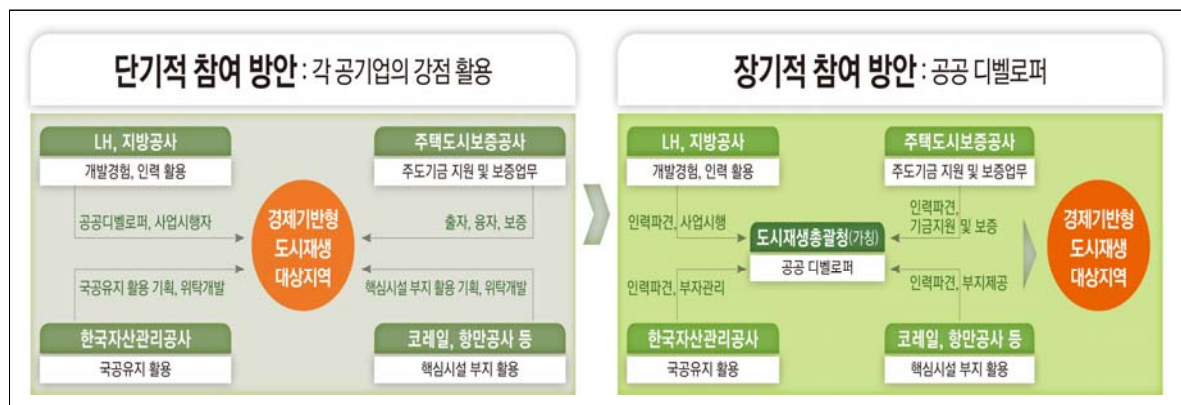 단기적 참여 방안 : 각 공기업의 강점 활용
LH, 지방공사
개발경험, 인력 활용
주택도시보증공사
주도기금 지원 및 보증업무
공공디벨로퍼, 사업시행자
출자, 융자, 보증
경제기반형
도시재생
대상지역
국공유지 활용 기획, 위탁개발
핵심시설 부지 활용 기획, 위탁개발
한국자산관리공사
국공유지 활용
코레일, 항만공사 등
핵심시설 부지 활용
장기적 참여 방안 : 공공 디벨로퍼
LH, 지방공사
개발경험, 인력 활용
주택도시보증공사
주도기금 지원 및 보증업무
인력파견, 사업시행
인력파견,
기금지원 및 보증
도시재생총괄청(가칭)
공공 디벨로퍼
인력파견, 부자관리
인력파견, 부지제공
한국자산관리공사
국공유지 활용
코레일, 항만공사 등
핵심시설 부지 활용
경제기반형
도시재생
대상지역